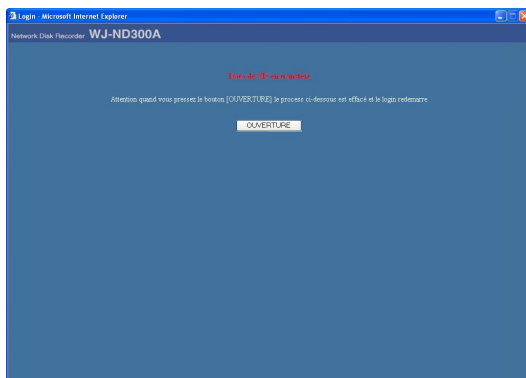 Login - Microsoft Internet Explorer
Network Disk Recorder WJ-ND300A
Attention quand vous pressez le bouton [OUVERTURE] le process ci-dessous est effacé et le login redemarre
OUVERTURE